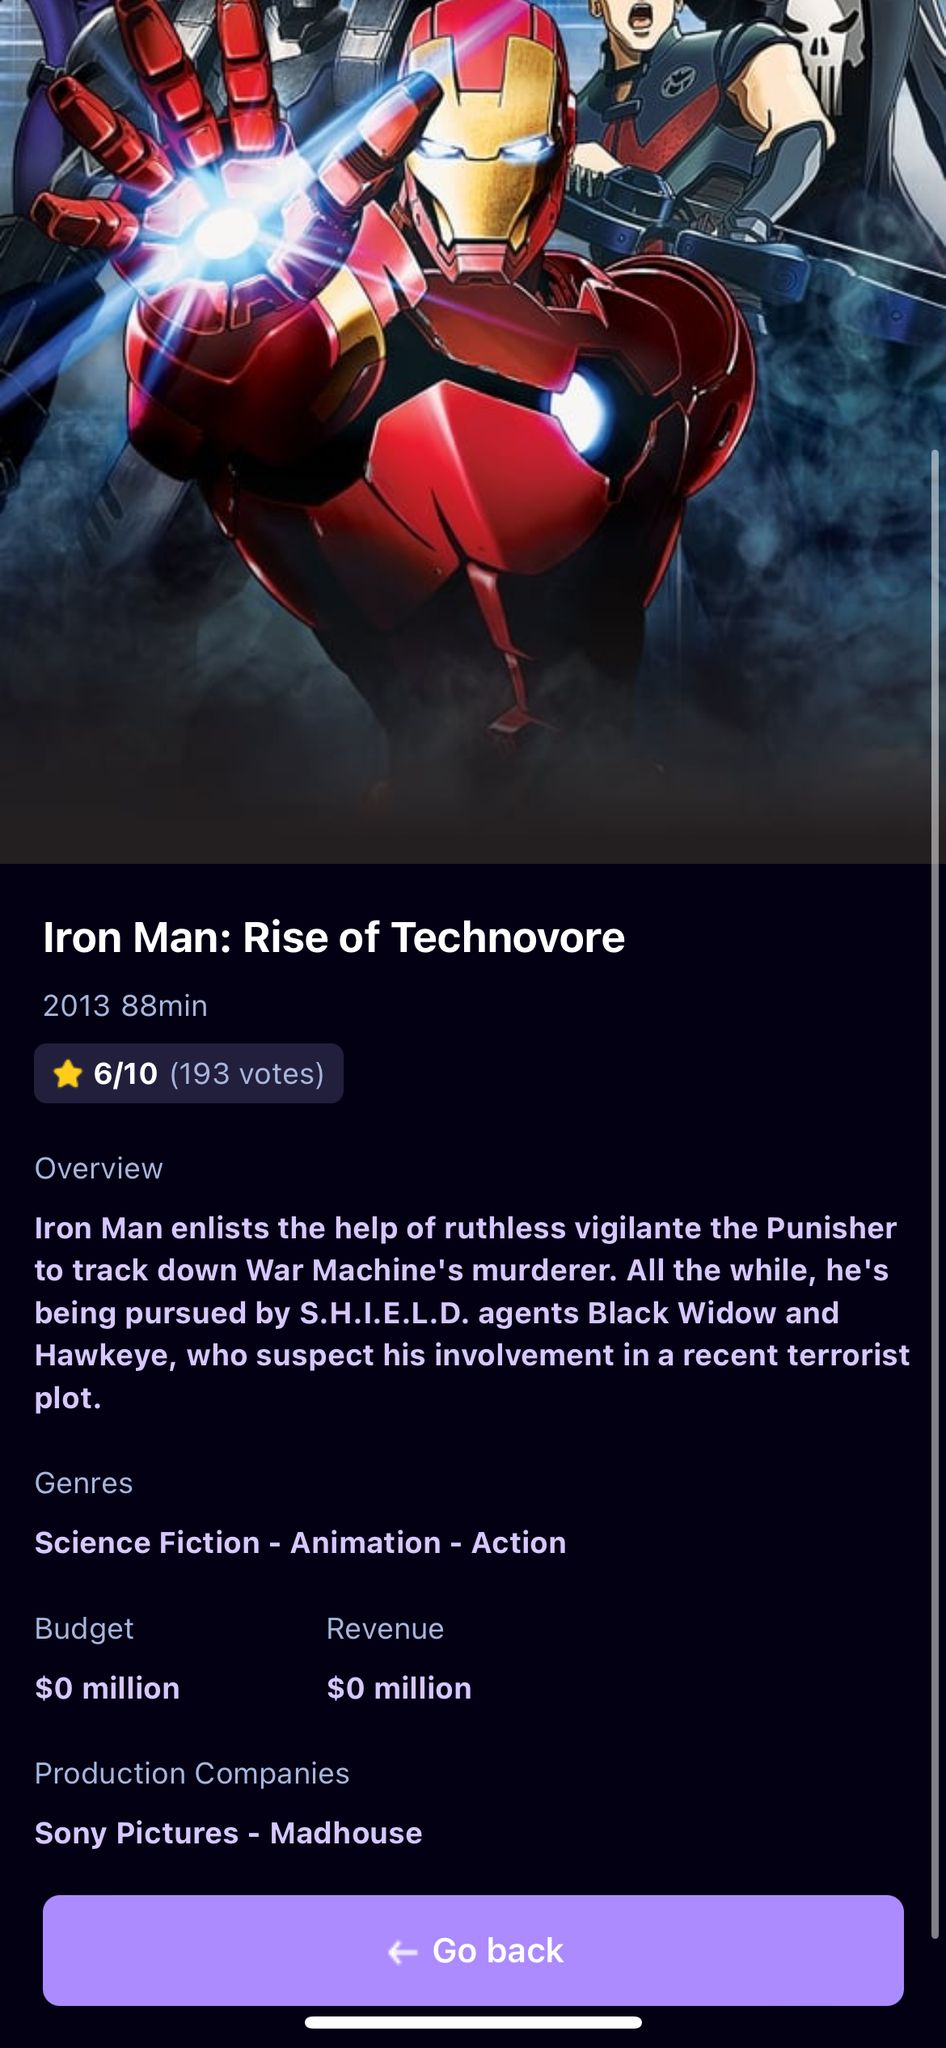 Iron Man: Rise of Technovore
2013 88min
6/10 (193 votes)
Overview
Iron Man enlists the help of ruthless vigilante the Punisher
to track down War Machine's murderer. All the while, he's
being pursued by S.H.I.E.L.D. agents Black Widow and
Hawkeye, who suspect his involvement in a recent terrorist
plot.
Genres
Science Fiction - Animation - Action
Budget Revenue
$0 million $0 million
Production Companies
Sony Pictures - Madhouse
← Go back